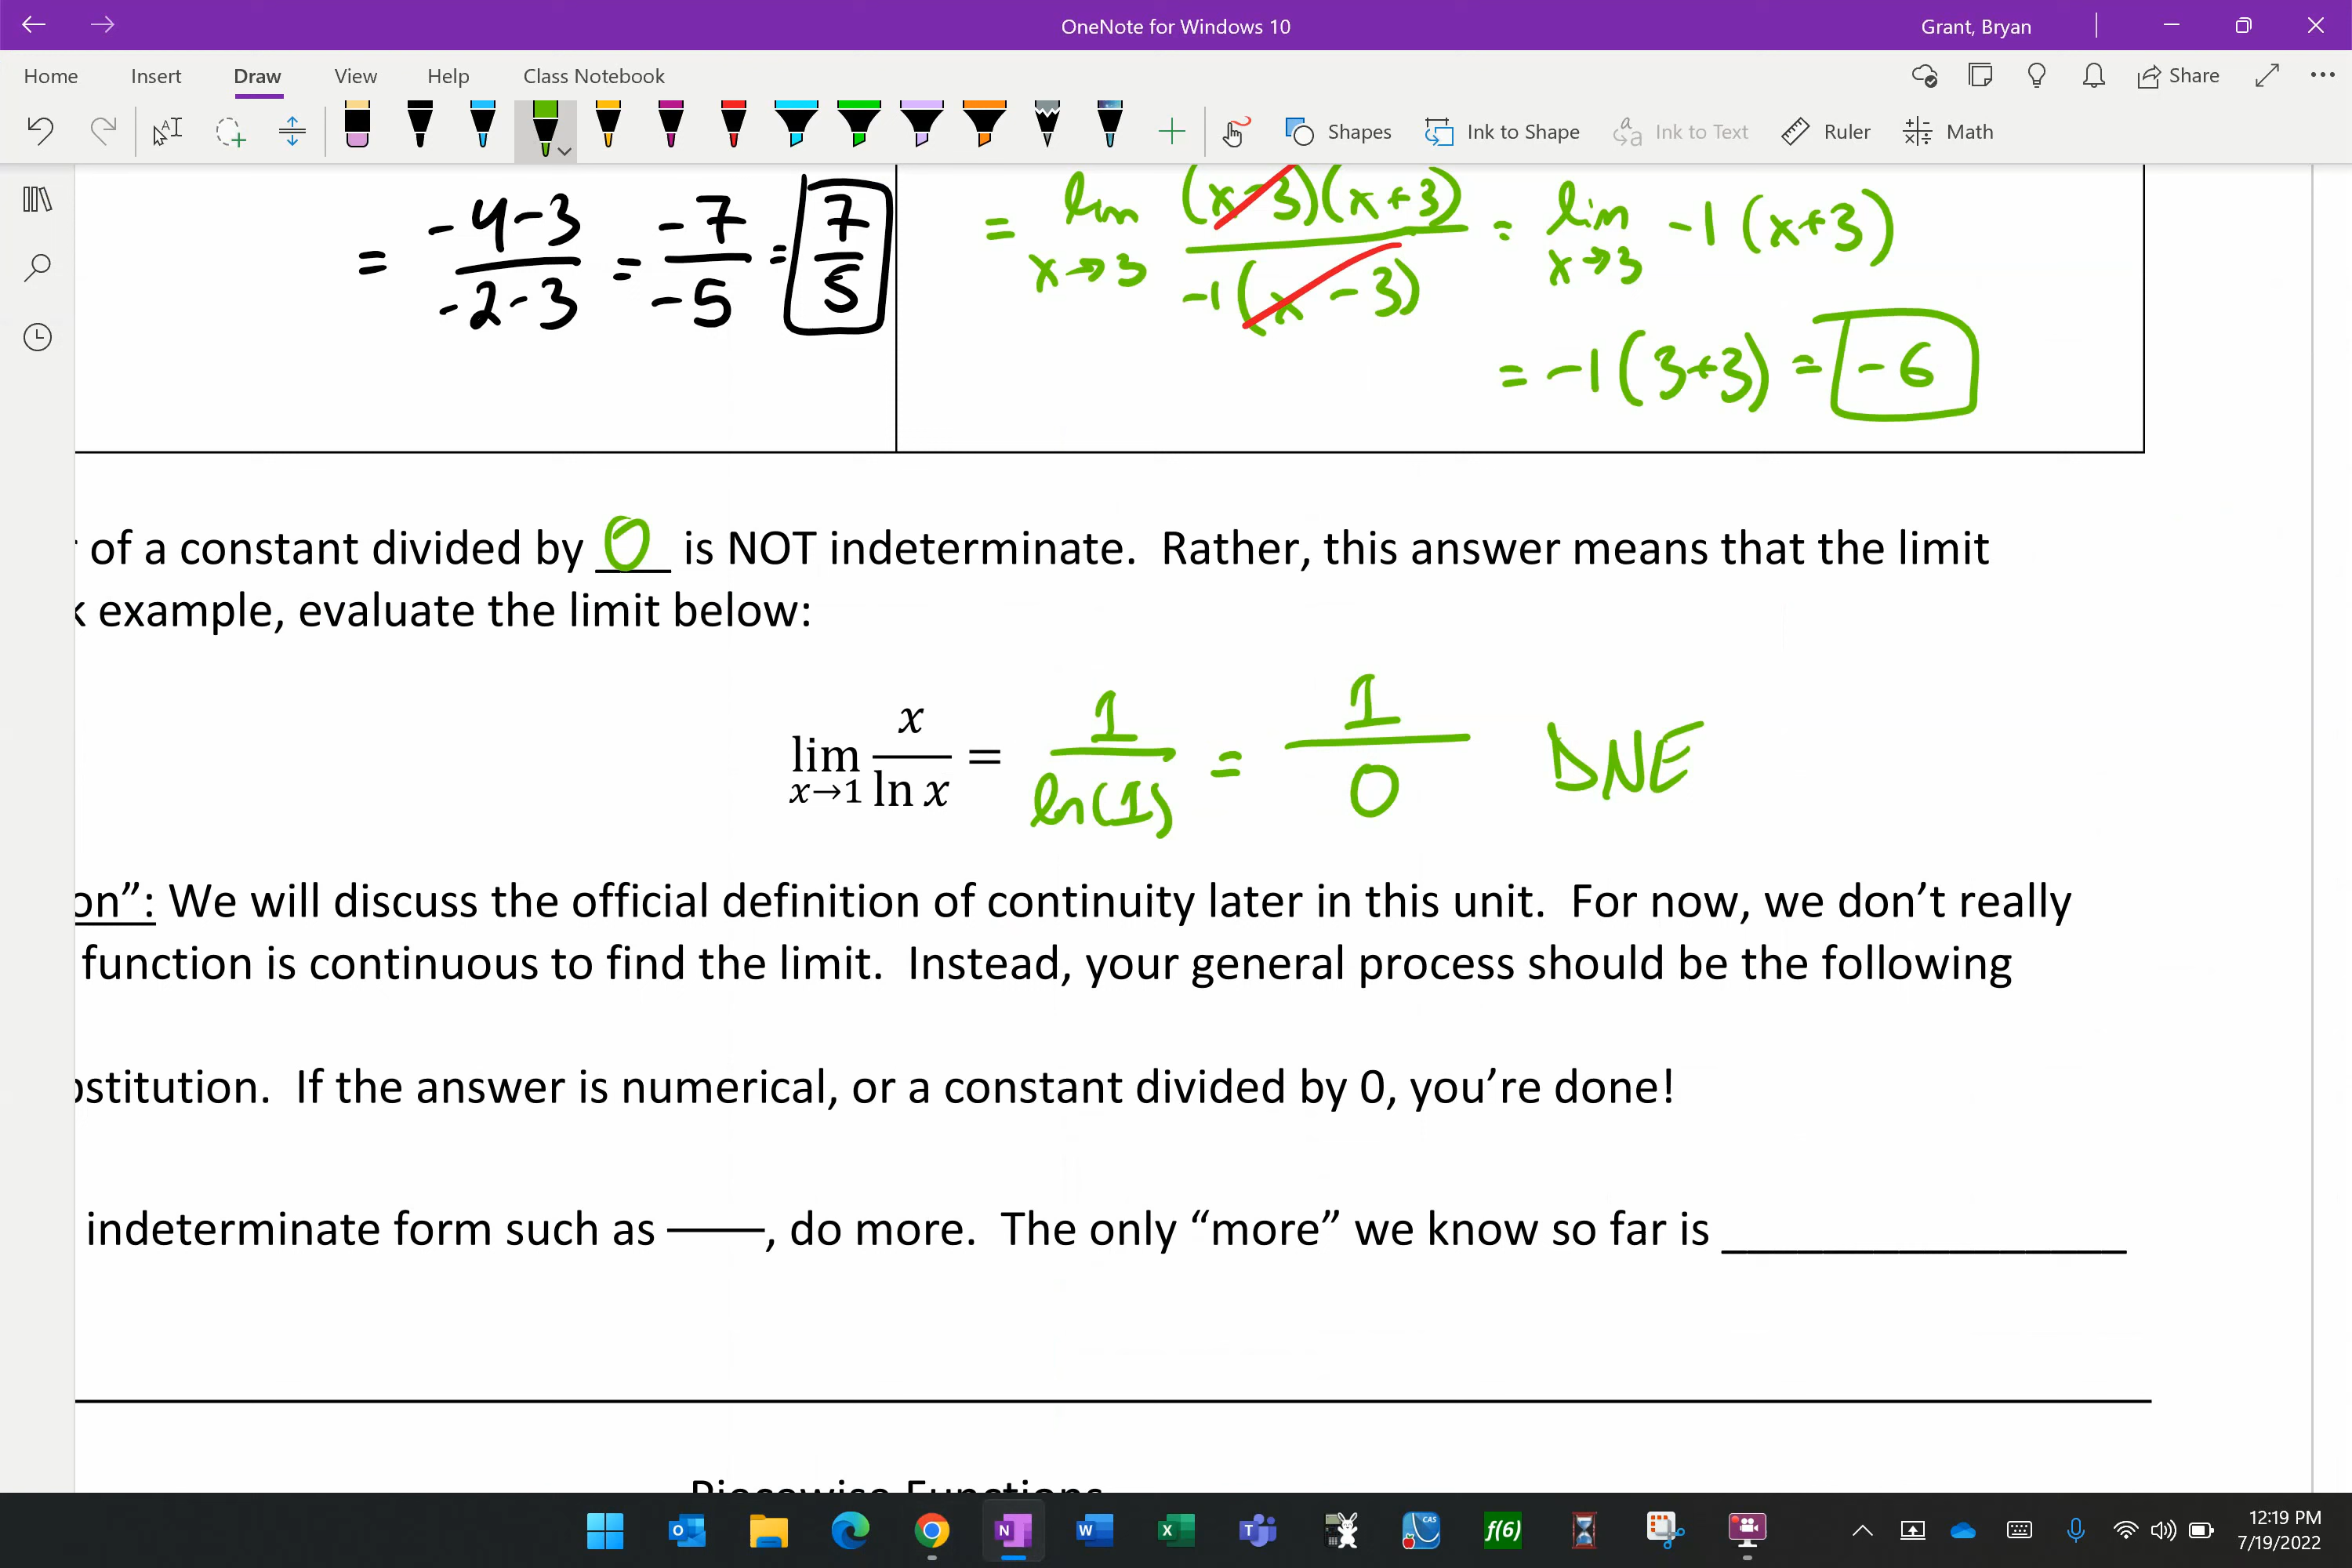 OneNote for Windows 10
Grant, Bryan
Home Insert Draw View Help Class Notebook
Share
Shapes Ink to Shape Ink to Text Ruler Math
= -4-3 / -2-3 = -7 / -5 = 7 / 5
= lim x→3 (x-3)(x+3) / -1(x-3) = lim x→3 -1(x+3)
= -1(3+3) = -6
of a constant divided by 0 is NOT indeterminate. Rather, this answer means that the limit
example, evaluate the limit below:
lim x→1 x / ln x = 1 / ln(1) = 1 / 0 DNE
on”: We will discuss the official definition of continuity later in this unit. For now, we don’t really
function is continuous to find the limit. Instead, your general process should be the following
stitution. If the answer is numerical, or a constant divided by 0, you’re done!
indeterminate form such as ——, do more. The only “more” we know so far is ________________
Piecewise Functions
CAS
f(6)
12:19 PM
7/19/2022